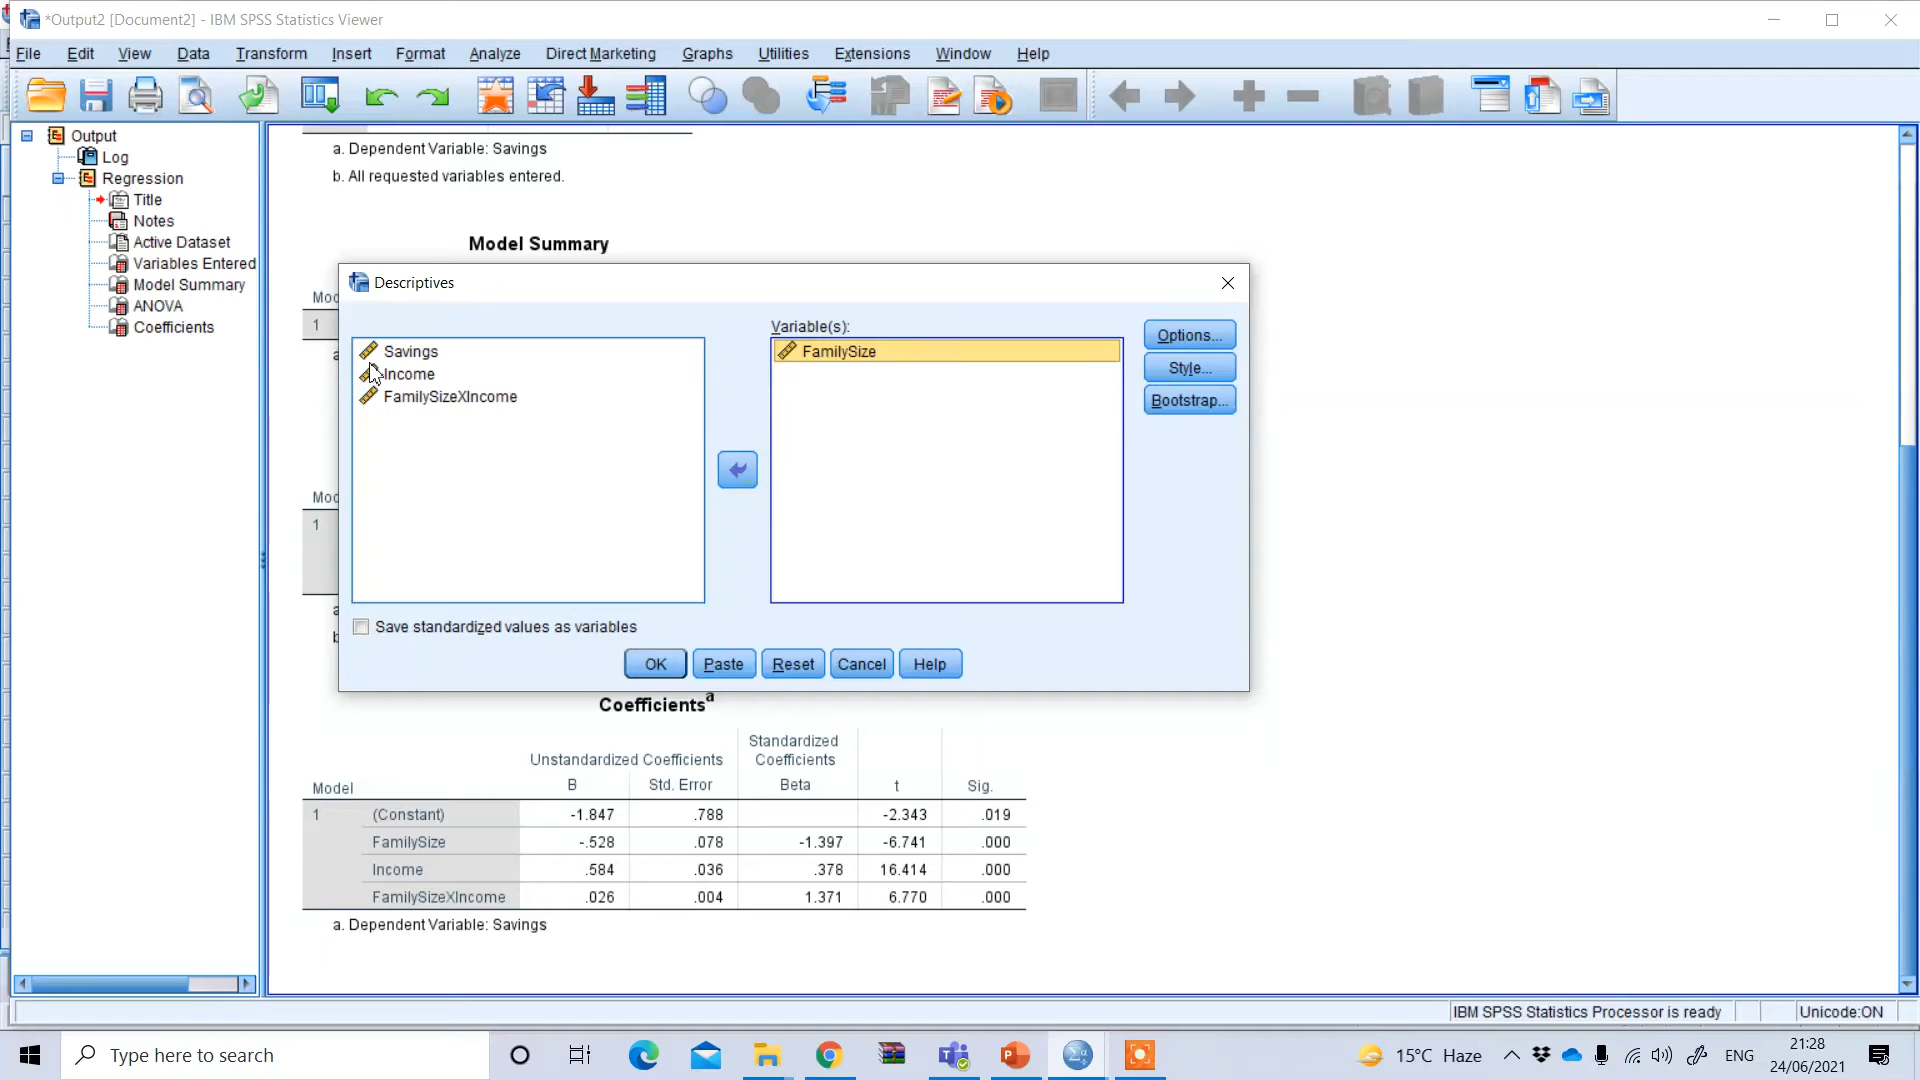 *Output2 [Document2] - IBM SPSS Statistics Viewer
File Edit View Data Transform Insert Format Analyze Direct Marketing Graphs Utilities Extensions Window Help
Output
Log
Regression
Title
Notes
Active Dataset
Variables Entered
Model Summary
ANOVA
Coefficients
a. Dependent Variable: Savings
b. All requested variables entered.
Model Summary
Mod
1
a
Mod
1
a
b
Descriptives
Variable(s):
Savings
Income
FamilySizeXIncome
FamilySize
Options...
Style...
Bootstrap...
Save standardized values as variables
OK Paste Reset Cancel Help
Coefficientsa
Standardized
Unstandardized Coefficients Coefficients
Model B Std. Error Beta t Sig.
1 (Constant) -1.847 .788 -2.343 .019
FamilySize -.528 .078 -1.397 -6.741 .000
Income .584 .036 .378 16.414 .000
FamilySizeXIncome .026 .004 1.371 6.770 .000
a. Dependent Variable: Savings
IBM SPSS Statistics Processor is ready Unicode:ON
Type here to search
15°C Haze
ENG
21:28
24/06/2021